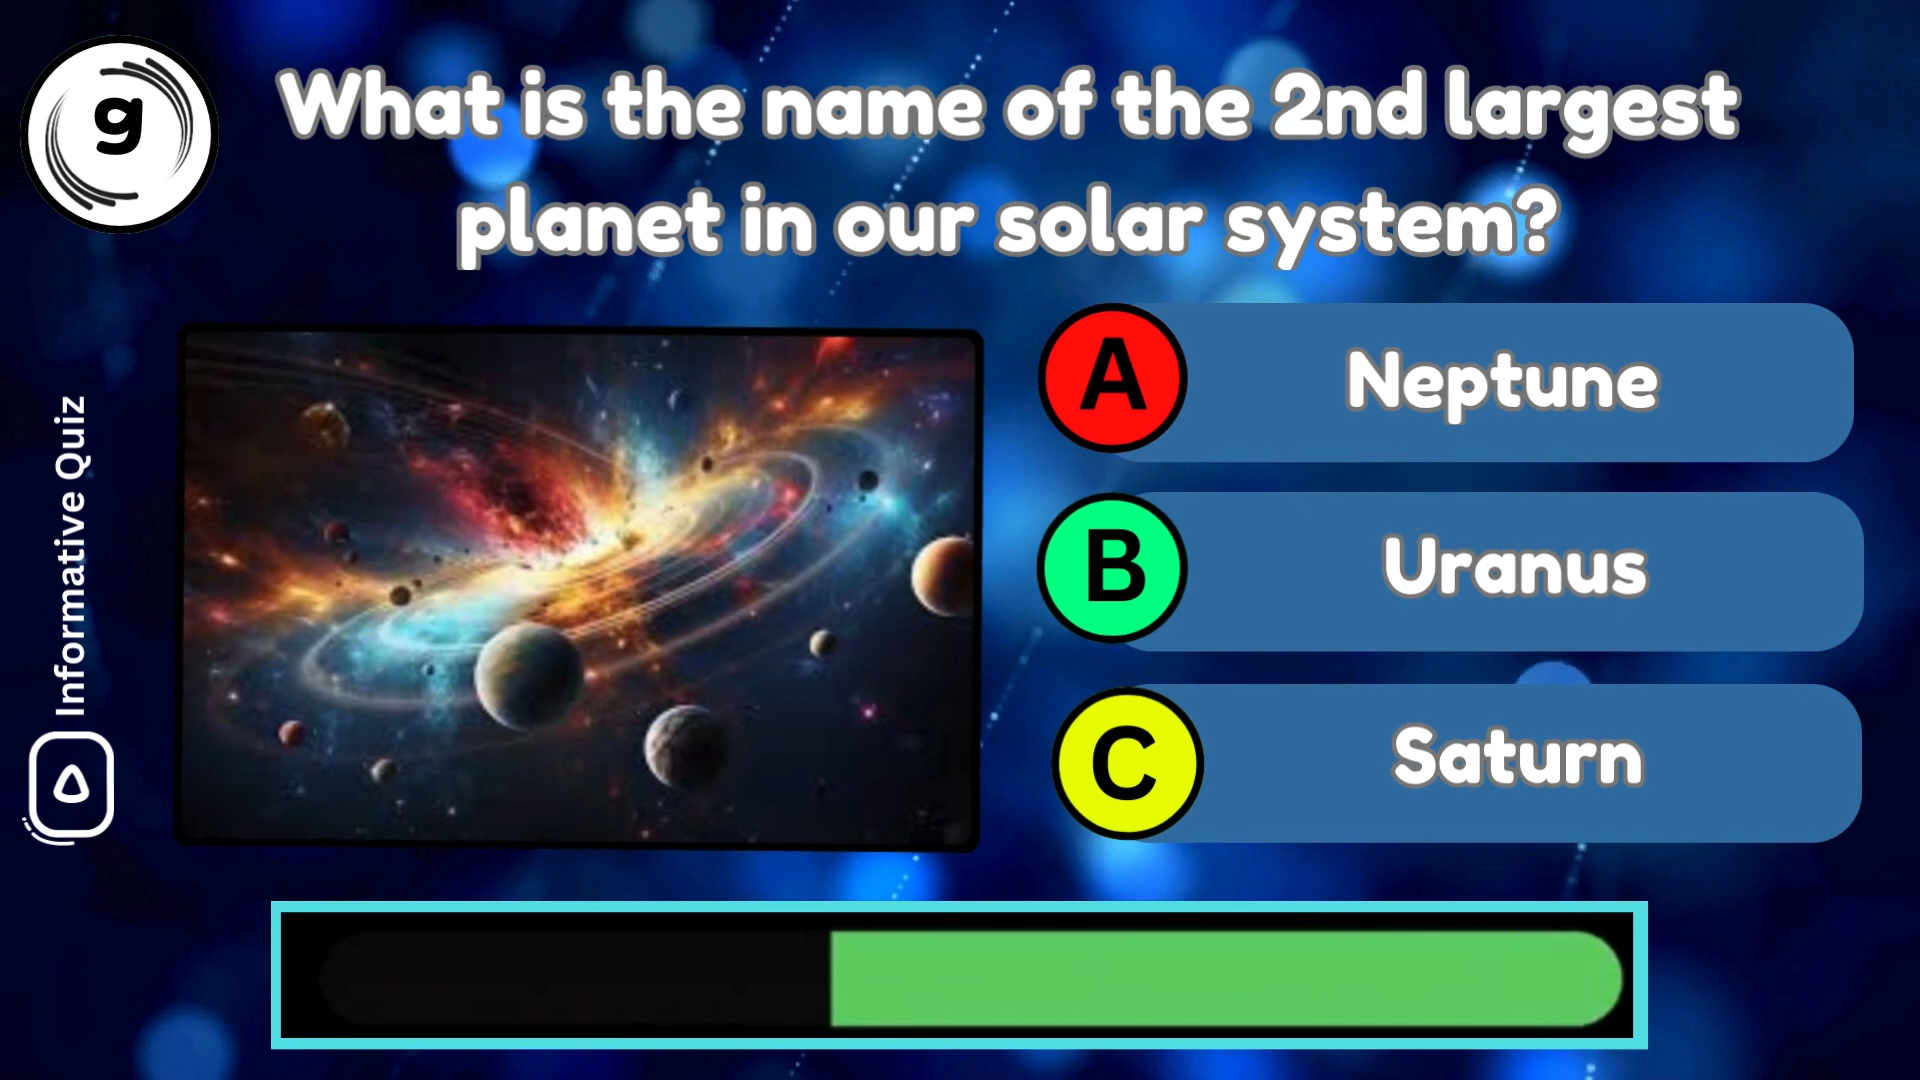 g
What is the name of the 2nd largest
planet in our solar system?
A
Neptune
B
Uranus
C
Saturn
Informative Quiz